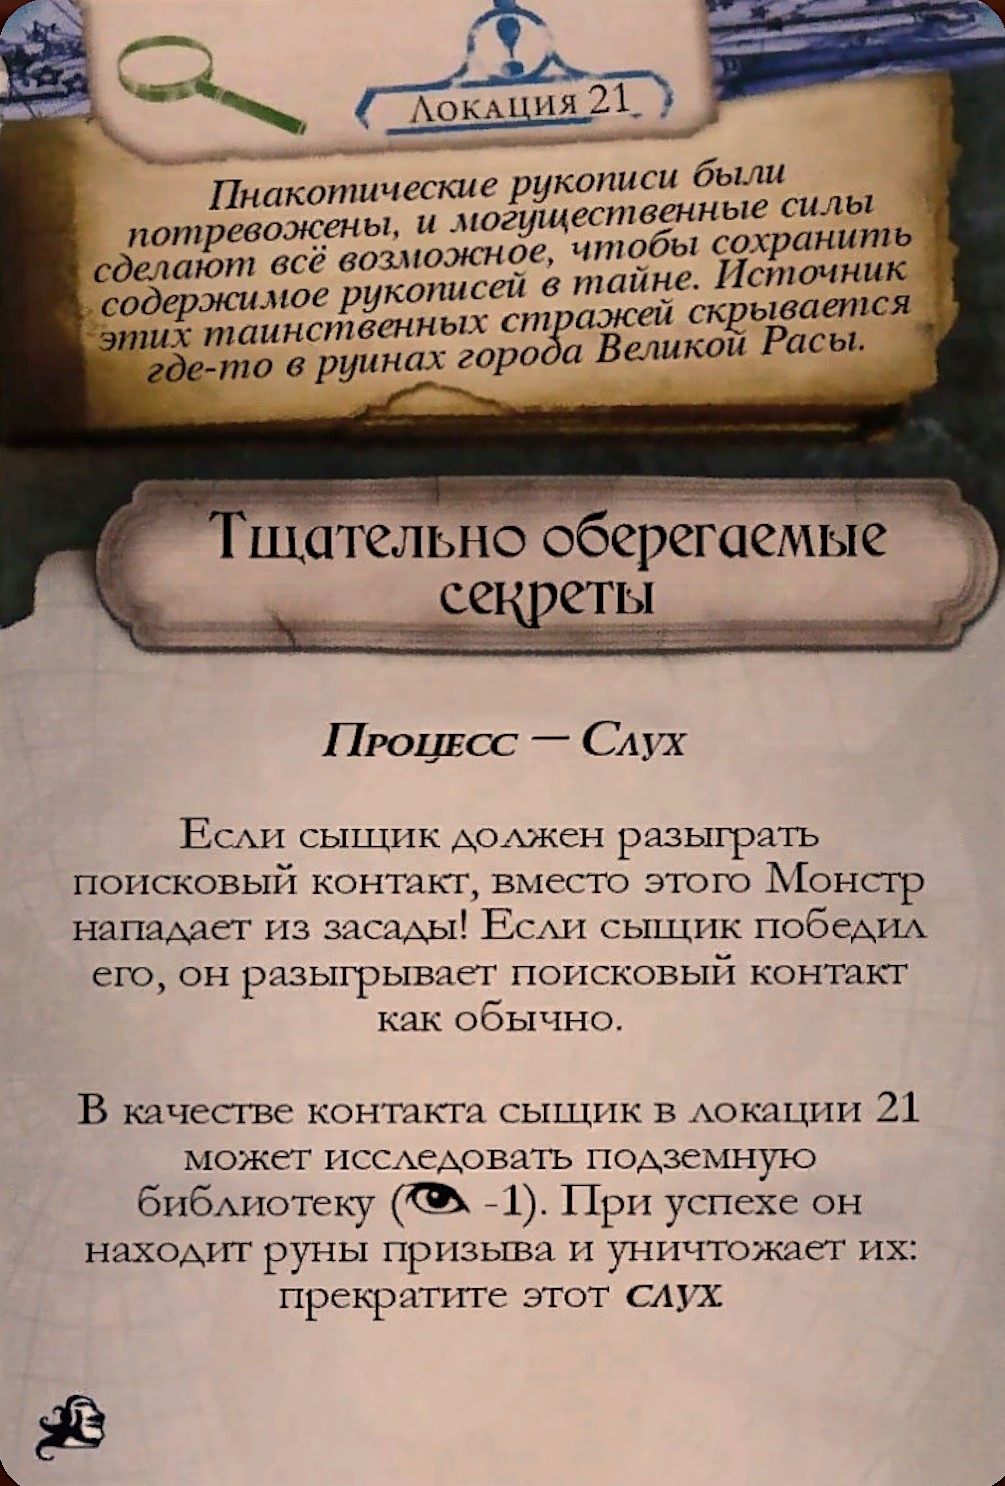 Локация 21
Пнакотические рукописи были
потревожены, и могущественные силы
сделают всё возможное, чтобы сохранить
содержимое рукописей в тайне. Источник
этих таинственных стражей скрывается
где-то в руинах города Великой Расы.
Тщательно оберегаемые
секреты
Процесс — Слух
Если сыщик должен разыграть
поисковый контакт, вместо этого Монстр
нападает из засады! Если сыщик победил
его, он разыгрывает поисковый контакт
как обычно.
В качестве контакта сыщик в локации 21
может исследовать подземную
библиотеку ( -1). При успехе он
находит руны призыва и уничтожает их:
прекратите этот слух